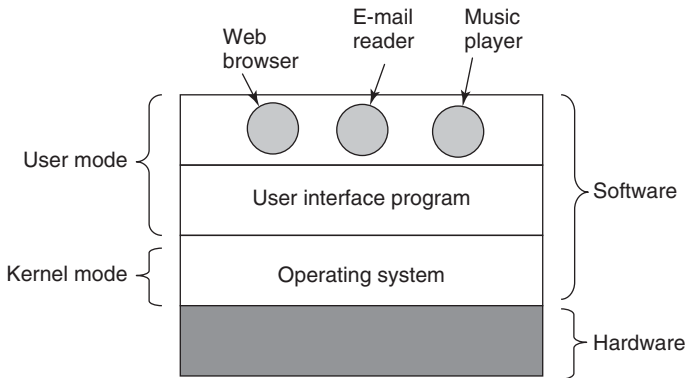 Web
browser
E-mail
reader
Music
player
User mode
User interface program
Software
Kernel mode
Operating system
Hardware